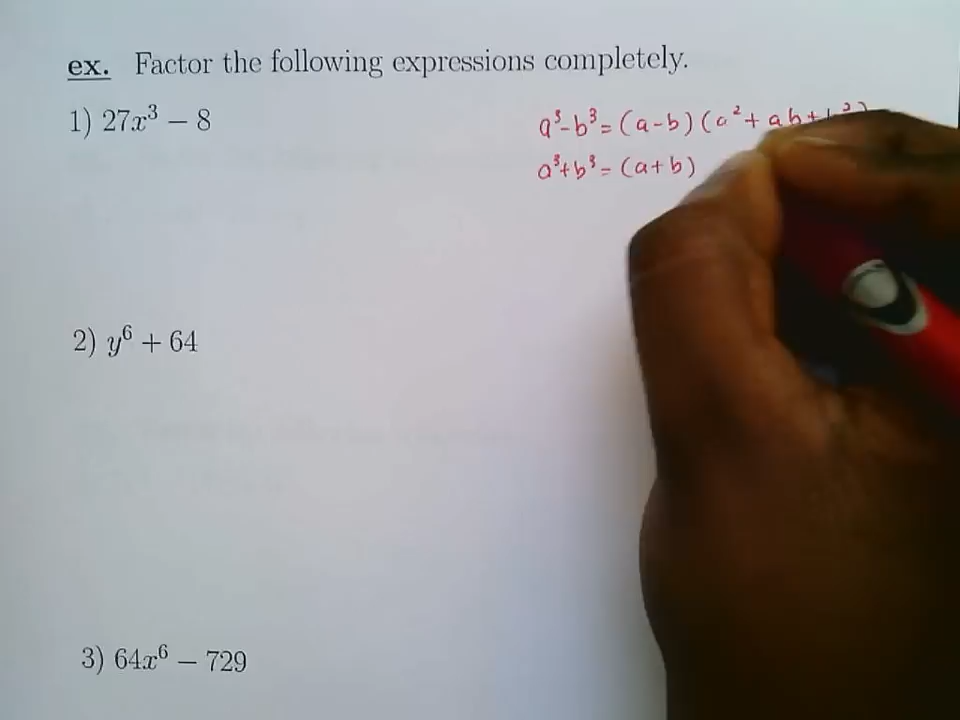 ex. Factor the following expressions completely.
1) 27x³ − 8
a³-b³=(a-b)(a²+ab+b²)
a³+b³=(a+b)
2) y⁶ + 64
3) 64x⁶ − 729